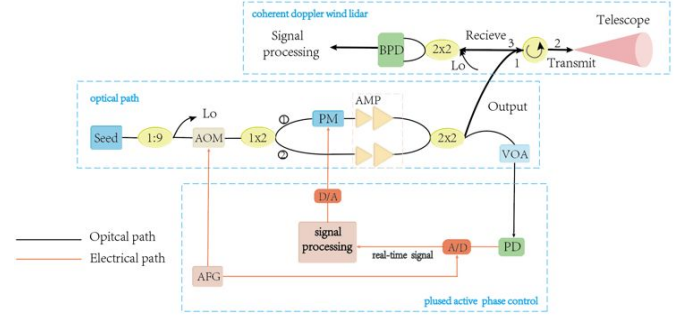 coherent doppler wind lidar
Telescope
Signal
processing
BPD
2x2
Recieve
Lo
3
1
2
Transmit
optical path
Lo
AMP
Output
Seed
1:9
AOM
1x2
①
②
PM
2x2
VOA
D/A
signal
processing
real-time signal
A/D
PD
AFG
Opitcal path
Electrical path
plused active phase control